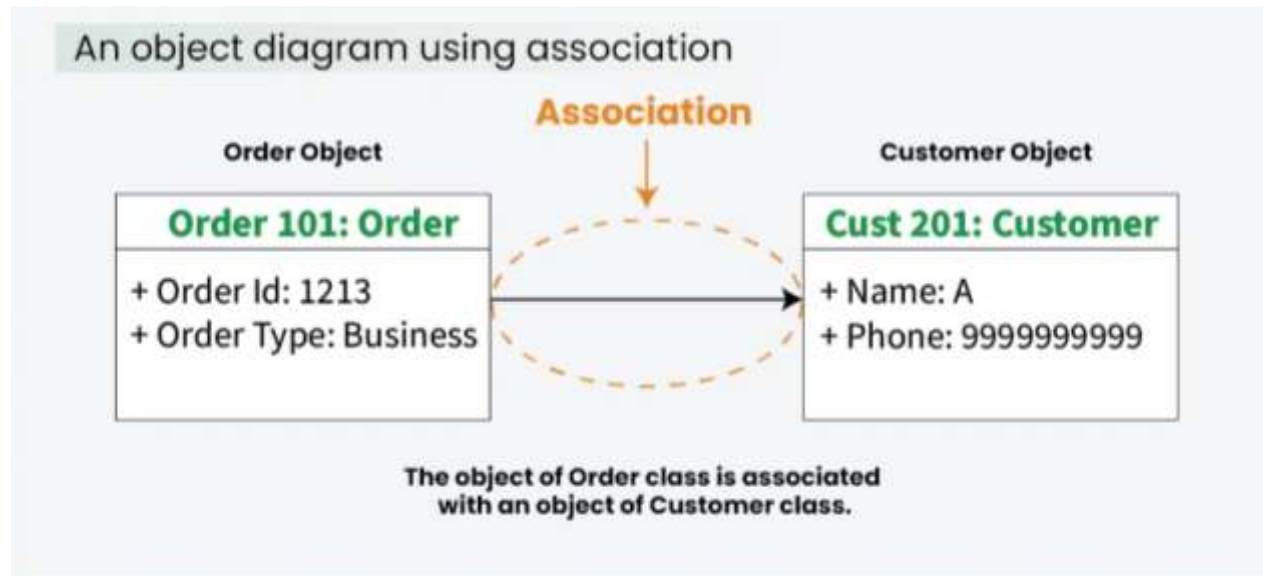 An object diagram using association
Association
Order Object
Customer Object
Order 101: Order
+ Order Id: 1213
+ Order Type: Business
Cust 201: Customer
+ Name: A
+ Phone: 9999999999
The object of Order class is associated
with an object of Customer class.